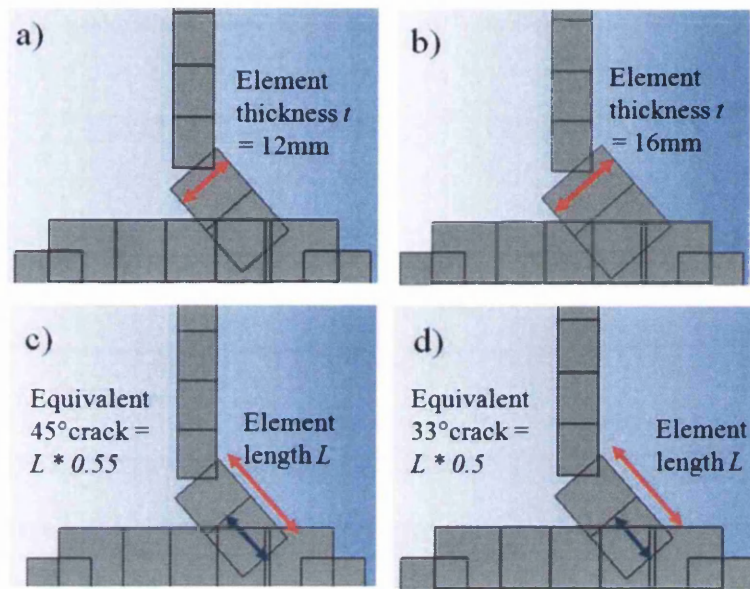 a)
Element
thickness t
= 12mm
b)
Element
thickness t
= 16mm
c)
Equivalent
45°crack =
L * 0.55
Element
length L
d)
Equivalent
33°crack =
L * 0.5
Element
length L